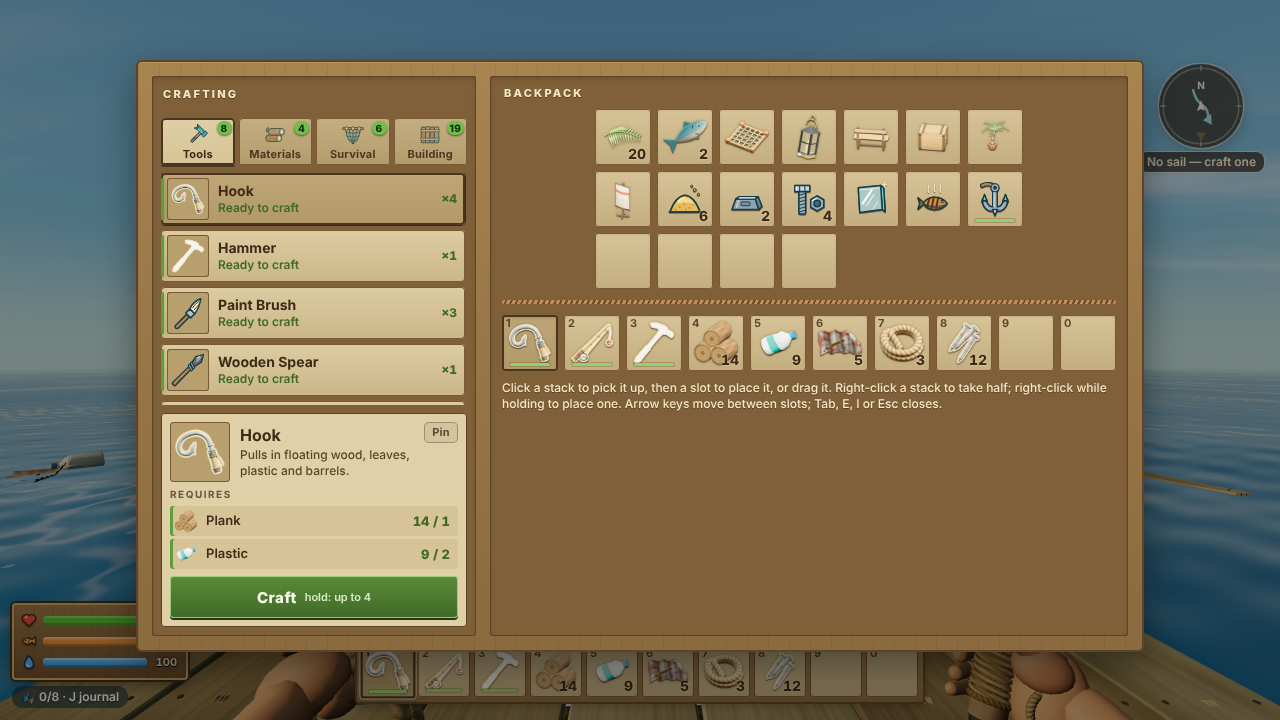 CRAFTING
8
4
6
19
Tools
Materials
Survival
Building
Hook
Ready to craft
×4
Hammer
Ready to craft
×1
Paint Brush
Ready to craft
×3
Wooden Spear
Ready to craft
×1
Hook
Pin
Pulls in floating wood, leaves,
plastic and barrels.
REQUIRES
Plank
14 / 1
Plastic
9 / 2
Craft hold: up to 4
BACKPACK
20
2
6
2
4
1
2
3
4
14
5
9
6
5
7
3
8
12
9
0
Click a stack to pick it up, then a slot to place it, or drag it. Right-click a stack to take half; right-click while
holding to place one. Arrow keys move between slots; Tab, E, I or Esc closes.
N
No sail — craft one
100
0/8 · J journal
14
9
5
3
12